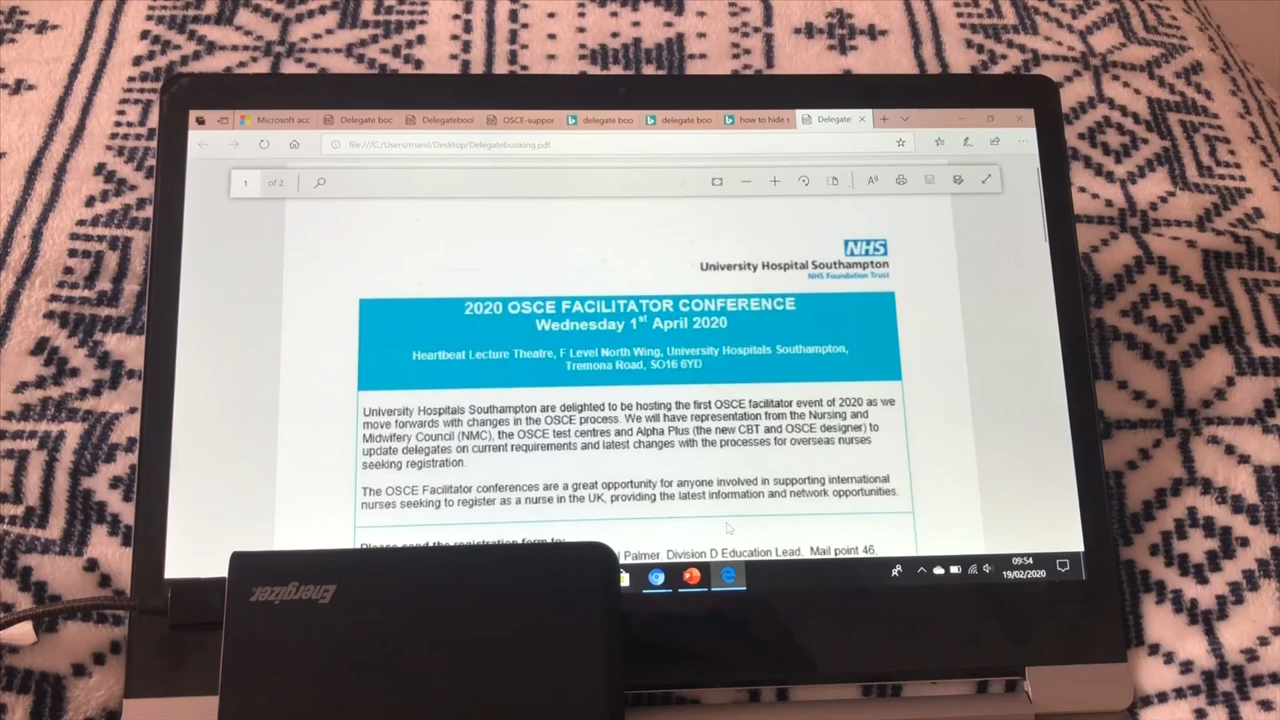 Microsoft acc
Delegate boc
Delegatebooki
OSCE-suppor
delegate boo
delegate boo
how to hide s
Delegate
file:///C:/Users/marsl/Desktop/Delegatebooking.pdf
1 of 2
NHS
University Hospital Southampton
NHS Foundation Trust
2020 OSCE FACILITATOR CONFERENCE
Wednesday 1st April 2020
Heartbeat Lecture Theatre, F Level North Wing, University Hospitals Southampton,
Tremona Road, SO16 6YD
University Hospitals Southampton are delighted to be hosting the first OSCE facilitator event of 2020 as we
move forwards with changes in the OSCE process. We will have representation from the Nursing and
Midwifery Council (NMC), the OSCE test centres and Alpha Plus (the new CBT and OSCE designer) to
update delegates on current requirements and latest changes with the processes for overseas nurses
seeking registration.
The OSCE Facilitator conferences are a great opportunity for anyone involved in supporting international
nurses seeking to register as a nurse in the UK, providing the latest information and network opportunities.
Please send the registration form to:
Palmer, Division D Education Lead, Mail point 46,
09:54
19/02/2020
Energizer